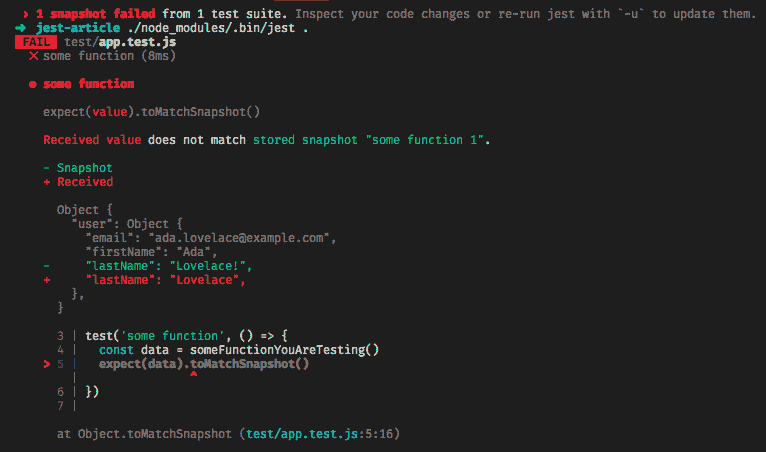 › 1 snapshot failed from 1 test suite. Inspect your code changes or re-run jest with `-u` to update them.
➜ jest-article ./node_modules/.bin/jest .
FAIL test/app.test.js
✕ some function (8ms)
● some function
expect(value).toMatchSnapshot()
Received value does not match stored snapshot "some function 1".
- Snapshot
+ Received
Object {
"user": Object {
"email": "ada.lovelace@example.com",
"firstName": "Ada",
- "lastName": "Lovelace!",
+ "lastName": "Lovelace",
},
}
3 | test('some function', () => {
4 | const data = someFunctionYouAreTesting()
> 5 | expect(data).toMatchSnapshot()
| ^
6 | })
7 |
at Object.toMatchSnapshot (test/app.test.js:5:16)